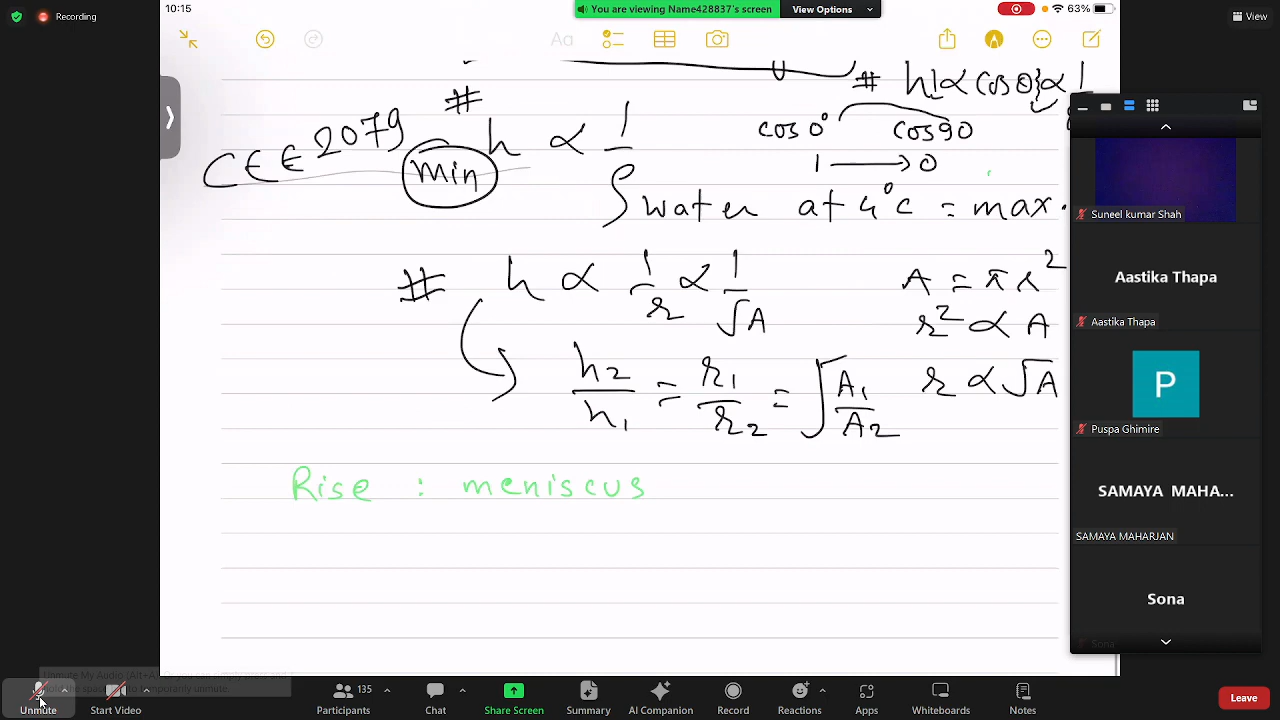 10:15
You are viewing Name428837's screen
View Options
63%
Recording
View
Aa
# h ∝ cosθ ∝ 1
#
CEE 2079
min
h ∝ 1/ρ
cos 0° cos 90
1 → 0
water at 4°C = max.
# h ∝ 1/r ∝ 1/√A
A = πr²
r² ∝ A
h2/h1 = r1/r2 = √A1/A2
r ∝ √A
Rise : meniscus
Suneel kumar Shah
Aastika Thapa
Aastika Thapa
P
Puspa Ghimire
SAMAYA MAHA...
SAMAYA MAHARJAN
Sona
Sona
Unmute
Start Video
Participants
135
Chat
Share Screen
Summary
AI Companion
Record
Reactions
Apps
Whiteboards
Notes
Leave